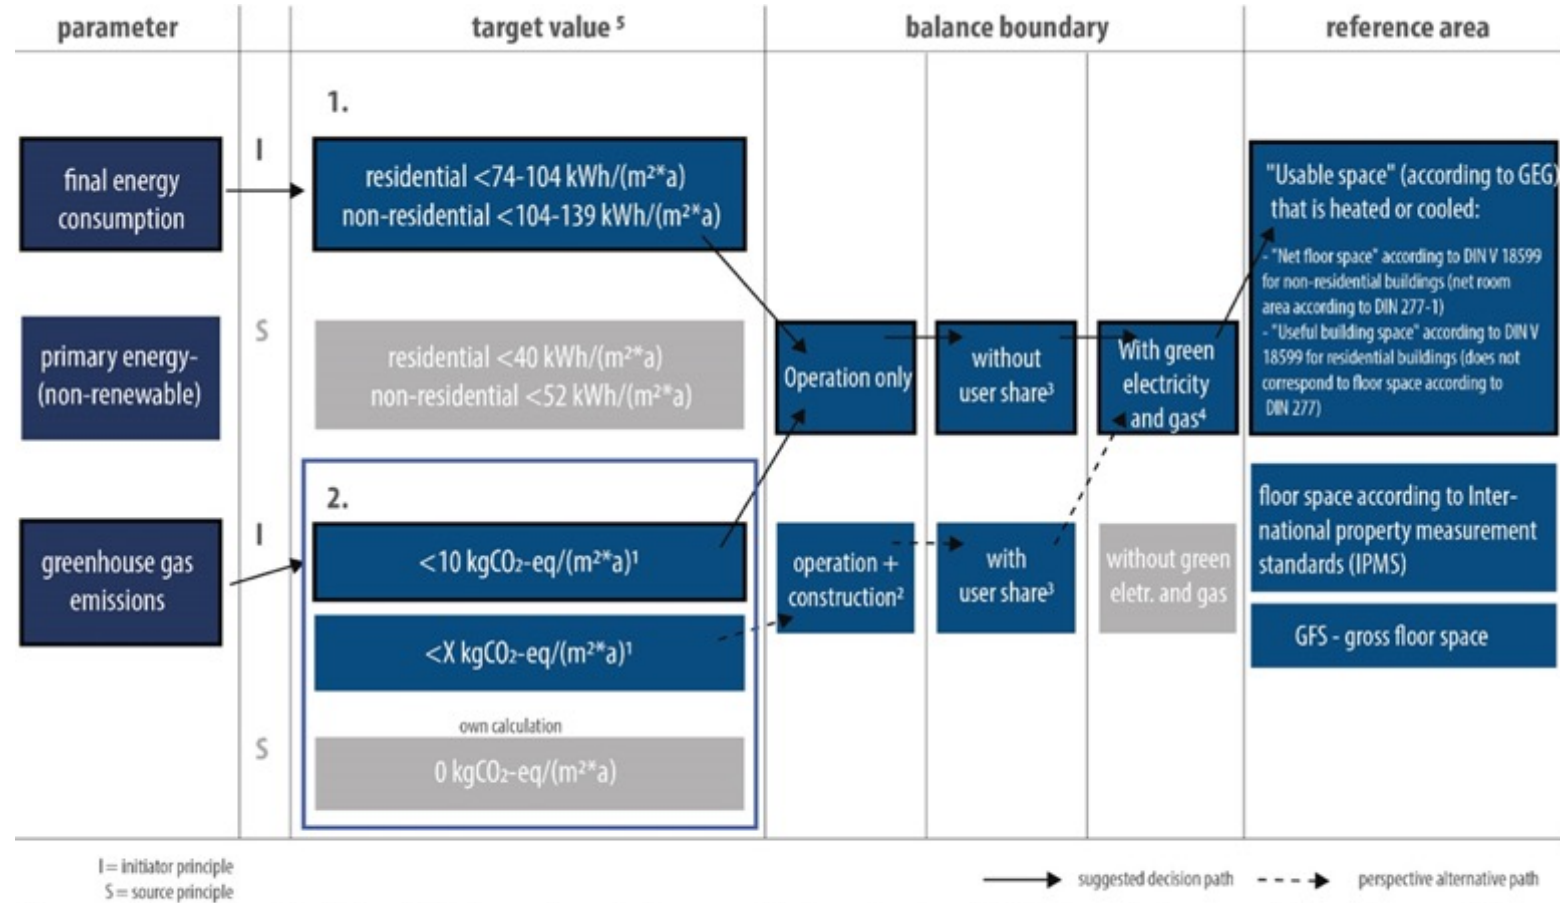 parameter
target value ⁵
balance boundary
reference area
1.
final energy
consumption
I
residential <74-104 kWh/(m²*a)
non-residential <104-139 kWh/(m²*a)
primary energy-
(non-renewable)
S
residential <40 kWh/(m²*a)
non-residential <52 kWh/(m²*a)
greenhouse gas
emissions
I
2.
<10 kgCO₂-eq/(m²*a)¹
<X kgCO₂-eq/(m²*a)¹
S
own calculation
0 kgCO₂-eq/(m²*a)
Operation only
without
user share³
With green
electricity
and gas⁴
operation +
construction²
with
user share³
without green
eletr. and gas
"Usable space" (according to GEG)
that is heated or cooled:
- "Net floor space" according to DIN V 18599
for non-residential buildings (net room
area according to DIN 277-1)
- "Useful building space" according to DIN V
18599 for residential buildings (does not
correspond to floor space according to
DIN 277)
floor space according to Inter-
national property measurement
standards (IPMS)
GFS - gross floor space
I = initiator principle
S = source principle
suggested decision path
perspective alternative path